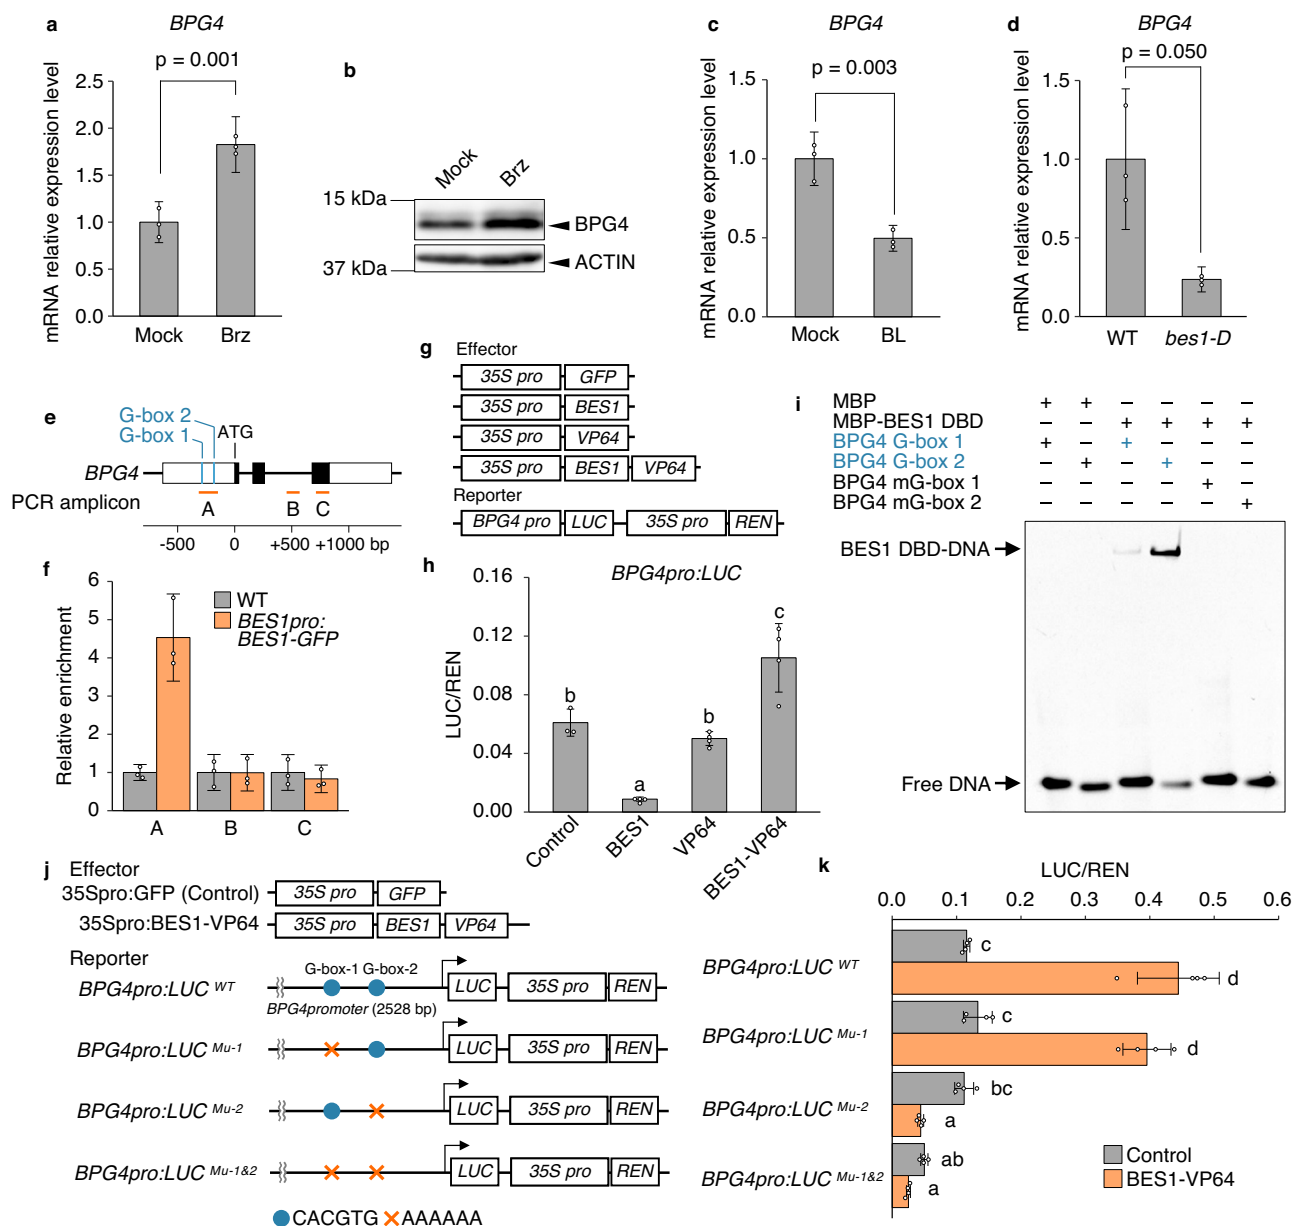 a
BPG4
p = 0.001
mRNA relative expression level
2.5
2.0
1.5
1.0
0.5
0.0
Mock
Brz
b
Mock
Brz
15 kDa
BPG4
37 kDa
ACTIN
c
BPG4
p = 0.003
mRNA relative expression level
1.5
1.0
0.5
0.0
Mock
BL
d
BPG4
p = 0.050
mRNA relative expression level
1.5
1.0
0.5
0.0
WT
bes1-D
e
G-box 2
G-box 1
ATG
BPG4
PCR amplicon
A
B
C
-500
0
+500
+1000 bp
f
Relative enrichment
6
5
4
3
2
1
0
WT
BES1pro:
BES1-GFP
A
B
C
g
Effector
35S pro GFP
35S pro BES1
35S pro VP64
35S pro BES1 VP64
Reporter
BPG4 pro LUC 35S pro REN
h
BPG4pro:LUC
LUC/REN
0.16
0.12
0.08
0.04
0.00
b
a
b
c
Control
BES1
VP64
BES1-VP64
i
MBP + + − − − −
MBP-BES1 DBD − − + + + +
BPG4 G-box 1 + − + − − −
BPG4 G-box 2 − + − + − −
BPG4 mG-box 1 − − − − + −
BPG4 mG-box 2 − − − − − +
BES1 DBD-DNA
Free DNA
j
Effector
35Spro:GFP (Control) 35S pro GFP
35Spro:BES1-VP64 35S pro BES1 VP64
Reporter
G-box-1 G-box-2
BPG4pro:LUC WT LUC 35S pro REN
BPG4promoter (2528 bp)
BPG4pro:LUC Mu-1 LUC 35S pro REN
BPG4pro:LUC Mu-2 LUC 35S pro REN
BPG4pro:LUC Mu-1&2 LUC 35S pro REN
CACGTG AAAAAA
k
LUC/REN
0.0 0.1 0.2 0.3 0.4 0.5 0.6
BPG4pro:LUC WT
c
d
BPG4pro:LUC Mu-1
c
d
BPG4pro:LUC Mu-2
bc
a
BPG4pro:LUC Mu-1&2
ab
a
Control
BES1-VP64